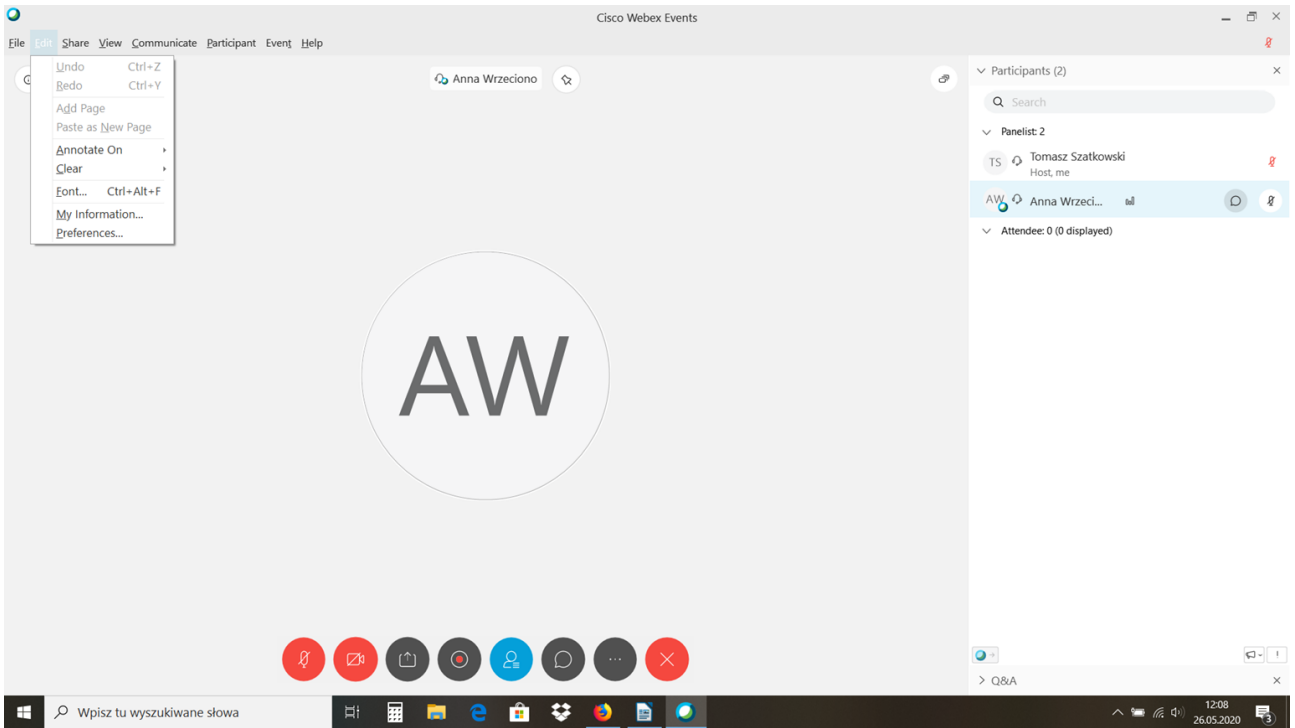 Cisco Webex Events
File Edit Share View Communicate Participant Event Help
Undo Ctrl+Z
Redo Ctrl+Y
Add Page
Paste as New Page
Annotate On
Clear
Font... Ctrl+Alt+F
My Information...
Preferences...
Anna Wrzeciono
AW
Participants (2)
Search
Panelist: 2
TS Tomasz Szatkowski
Host, me
AW Anna Wrzeci...
Attendee: 0 (0 displayed)
Q&A
Wpisz tu wyszukiwane słowa
12:08
26.05.2020
3